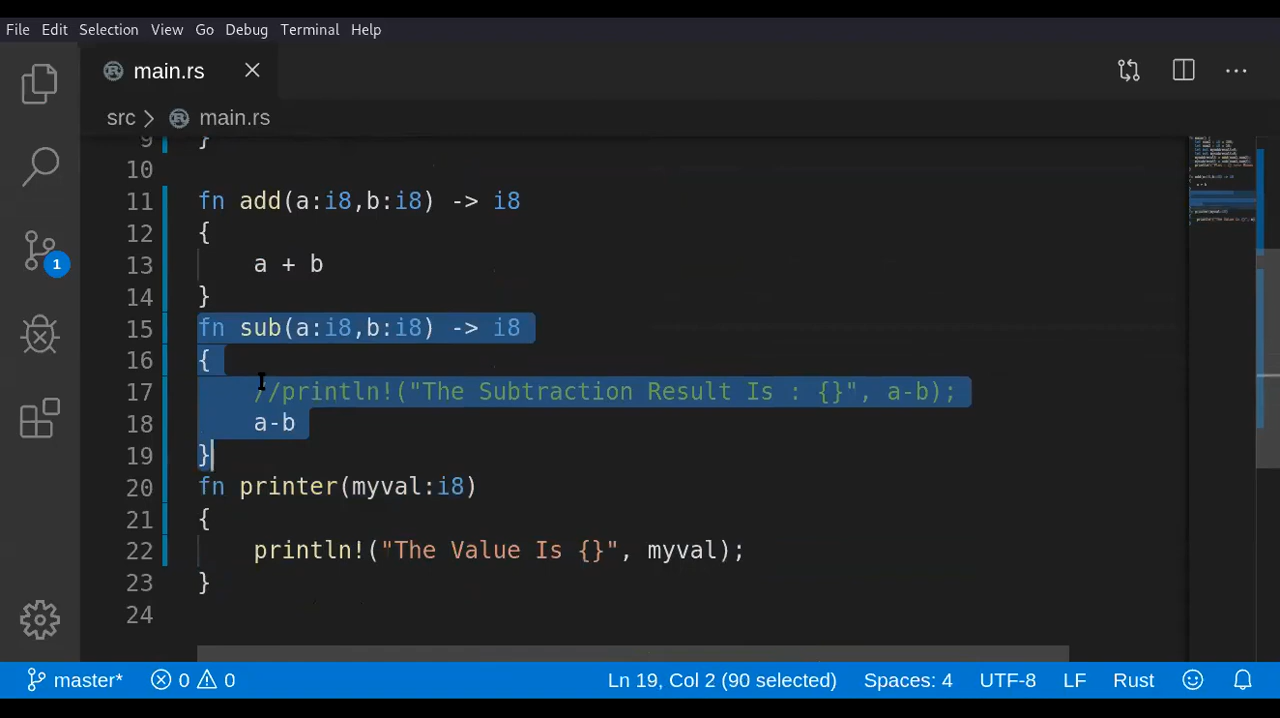 File Edit Selection View Go Debug Terminal Help
main.rs
src > main.rs
9 }
10
11 fn add(a:i8,b:i8) -> i8
12 {
13     a + b
14 }
15 fn sub(a:i8,b:i8) -> i8
16 {
17     //println!("The Subtraction Result Is : {}", a-b);
18     a-b
19 }
20 fn printer(myval:i8)
21 {
22     println!("The Value Is {}", myval);
23 }
24
1
master* 0 0 Ln 19, Col 2 (90 selected) Spaces: 4 UTF-8 LF Rust